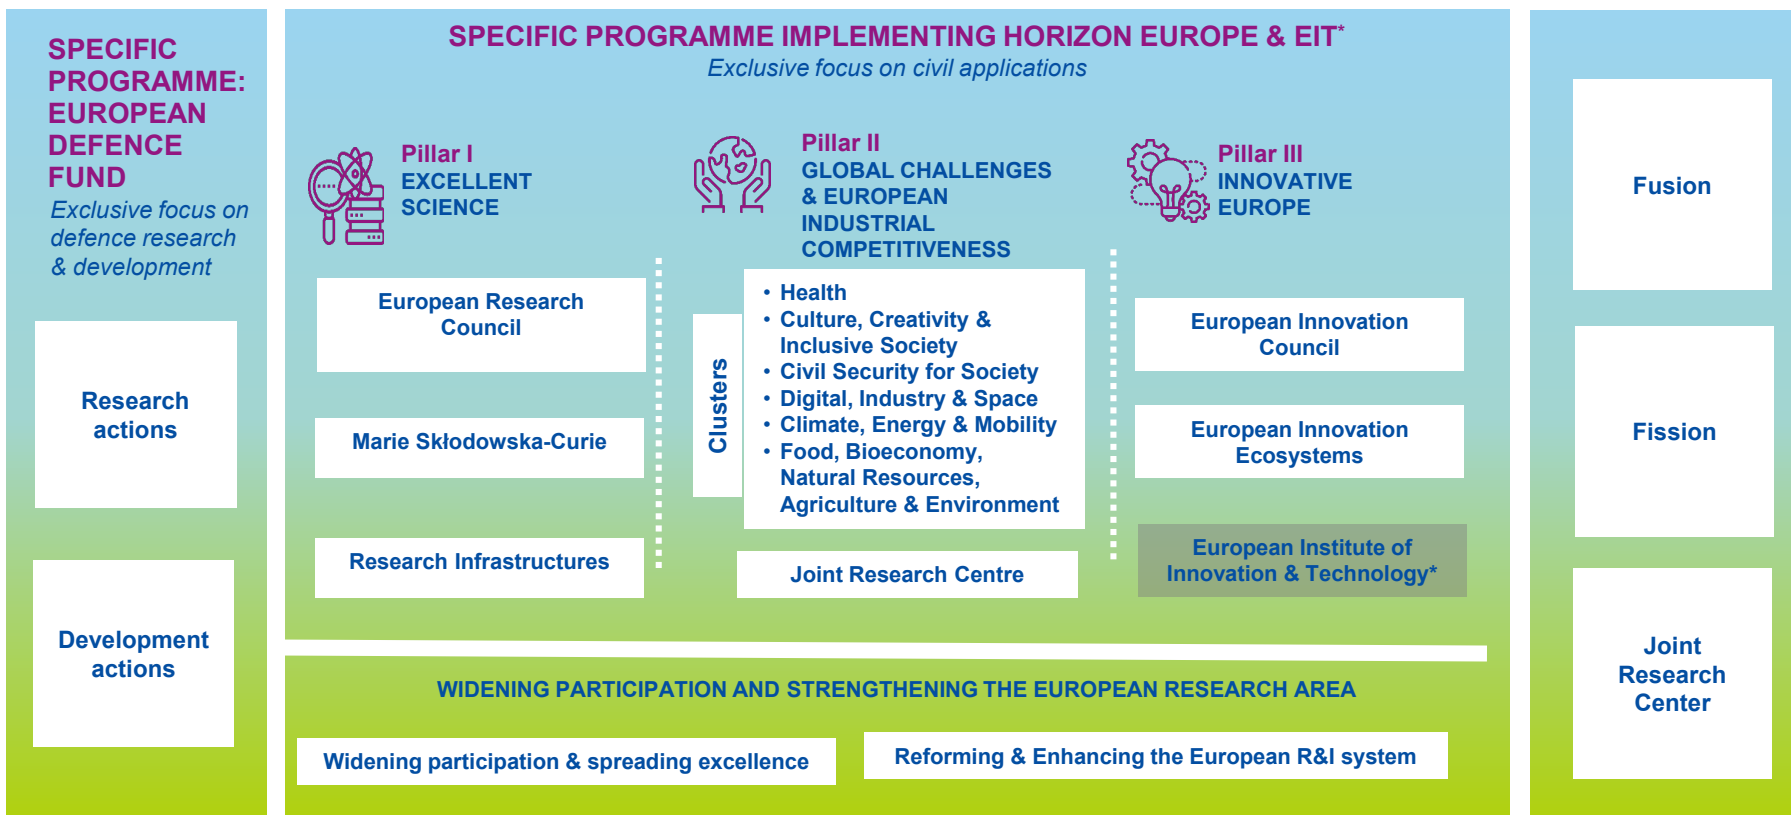 SPECIFIC
PROGRAMME:
EUROPEAN
DEFENCE
FUND
Exclusive focus on
defence research
& development
Research
actions
Development
actions
SPECIFIC PROGRAMME IMPLEMENTING HORIZON EUROPE & EIT*
Exclusive focus on civil applications
Pillar I
EXCELLENT
SCIENCE
European Research
Council
Marie Skłodowska-Curie
Research Infrastructures
Pillar II
GLOBAL CHALLENGES
& EUROPEAN
INDUSTRIAL
COMPETITIVENESS
Clusters
• Health
• Culture, Creativity &
Inclusive Society
• Civil Security for Society
• Digital, Industry & Space
• Climate, Energy & Mobility
• Food, Bioeconomy,
Natural Resources,
Agriculture & Environment
Joint Research Centre
Pillar III
INNOVATIVE
EUROPE
European Innovation
Council
European Innovation
Ecosystems
European Institute of
Innovation & Technology*
WIDENING PARTICIPATION AND STRENGTHENING THE EUROPEAN RESEARCH AREA
Widening participation & spreading excellence
Reforming & Enhancing the European R&I system
Fusion
Fission
Joint
Research
Center